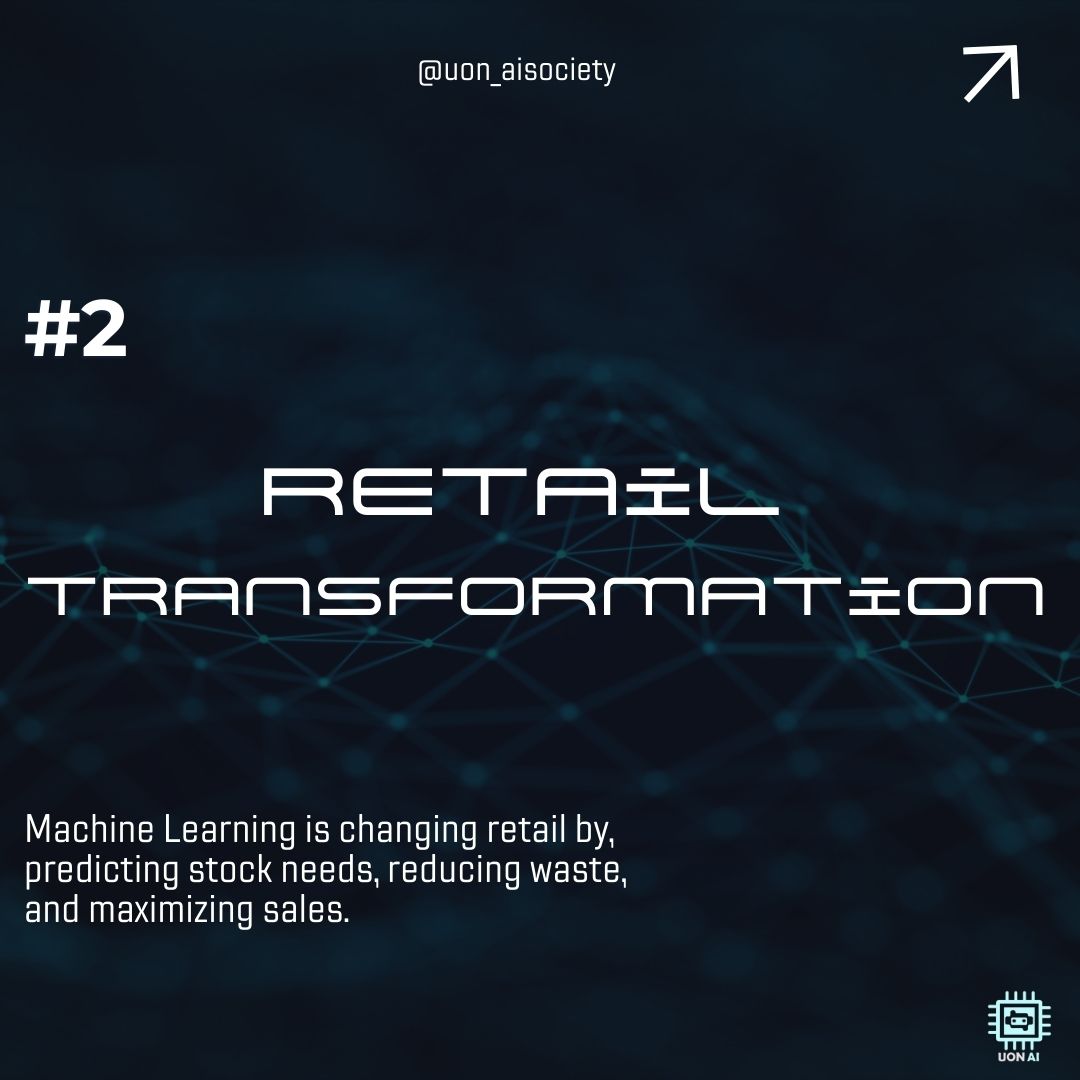 @uon_aisociety
#2
RETAIL
TRANSFORMATION
Machine Learning is changing retail by,
predicting stock needs, reducing waste,
and maximizing sales.
UON AI